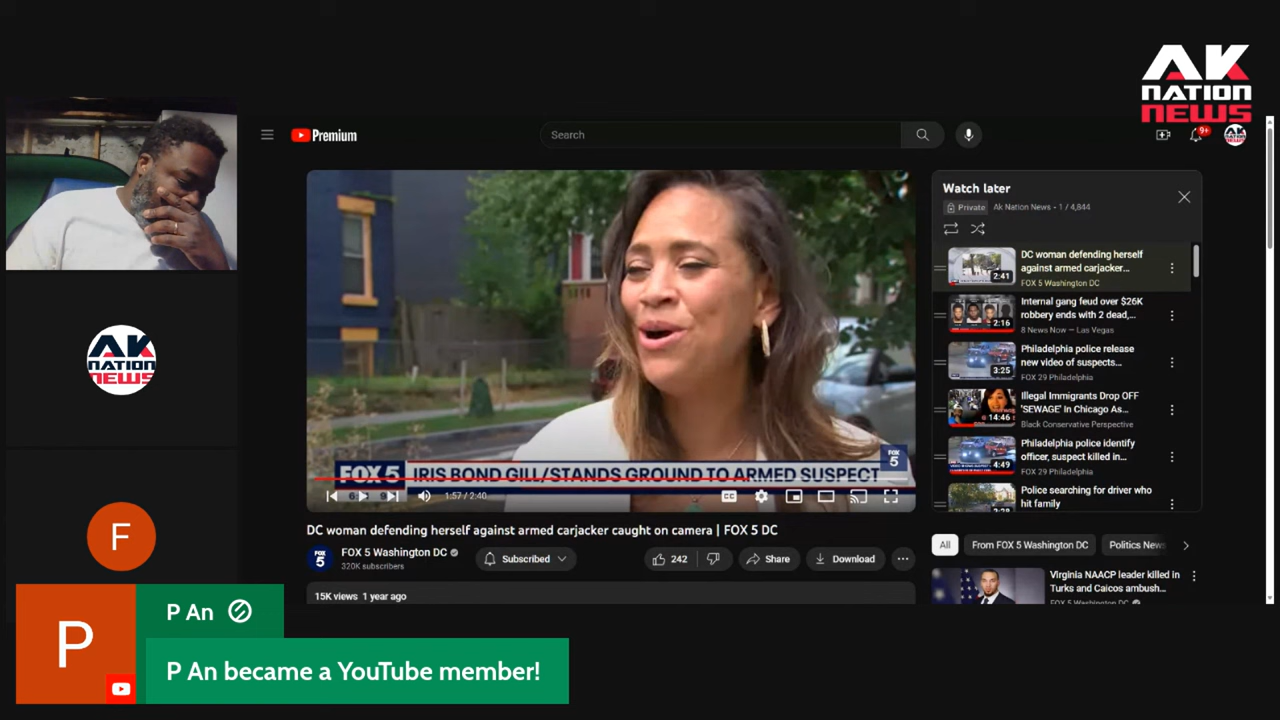 AK
NATION
NEWS
Premium
Search
9+
FOX 5
IRIS BOND GILL/STANDS GROUND TO ARMED SUSPECT
FOX
5
1:57 / 2:40
CC
DC woman defending herself against armed carjacker caught on camera | FOX 5 DC
FOX 5 Washington DC
320K subscribers
Subscribed
242
Share
Download
15K views 1 year ago
Watch later
Private
Ak Nation News • 1 / 4,844
2:41
DC woman defending herself
against armed carjacker...
FOX 5 Washington DC
2:16
Internal gang feud over $26K
robbery ends with 2 dead,...
8 News Now — Las Vegas
3:25
Philadelphia police release
new video of suspects...
FOX 29 Philadelphia
14:46
Illegal Immigrants Drop OFF
'SEWAGE' In Chicago As...
Black Conservative Perspective
4:49
Philadelphia police identify
officer, suspect killed in...
FOX 29 Philadelphia
Police searching for driver who
hit family
All
From FOX 5 Washington DC
Politics News
Virginia NAACP leader killed in
Turks and Caicos ambush...
FOX 5 Washington DC
AK
NATION
NEWS
F
P
P An
P An became a YouTube member!